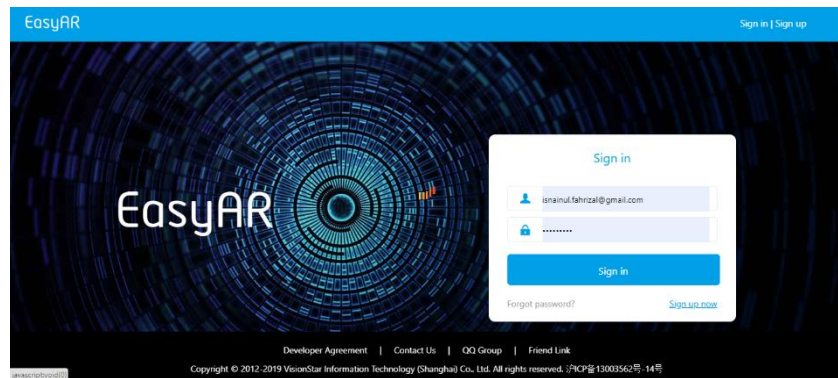 EasyAR
Sign in | Sign up
EasyAR
Sign in
isnainul.fahrizal@gmail.com
•••••••••
Sign in
Forgot password?
Sign up now
Developer Agreement | Contact Us | QQ Group | Friend Link
Copyright © 2012-2019 VisionStar Information Technology (Shanghai) Co., Ltd. All rights reserved. 沪ICP备13003562号-14号
javascript:void(0)